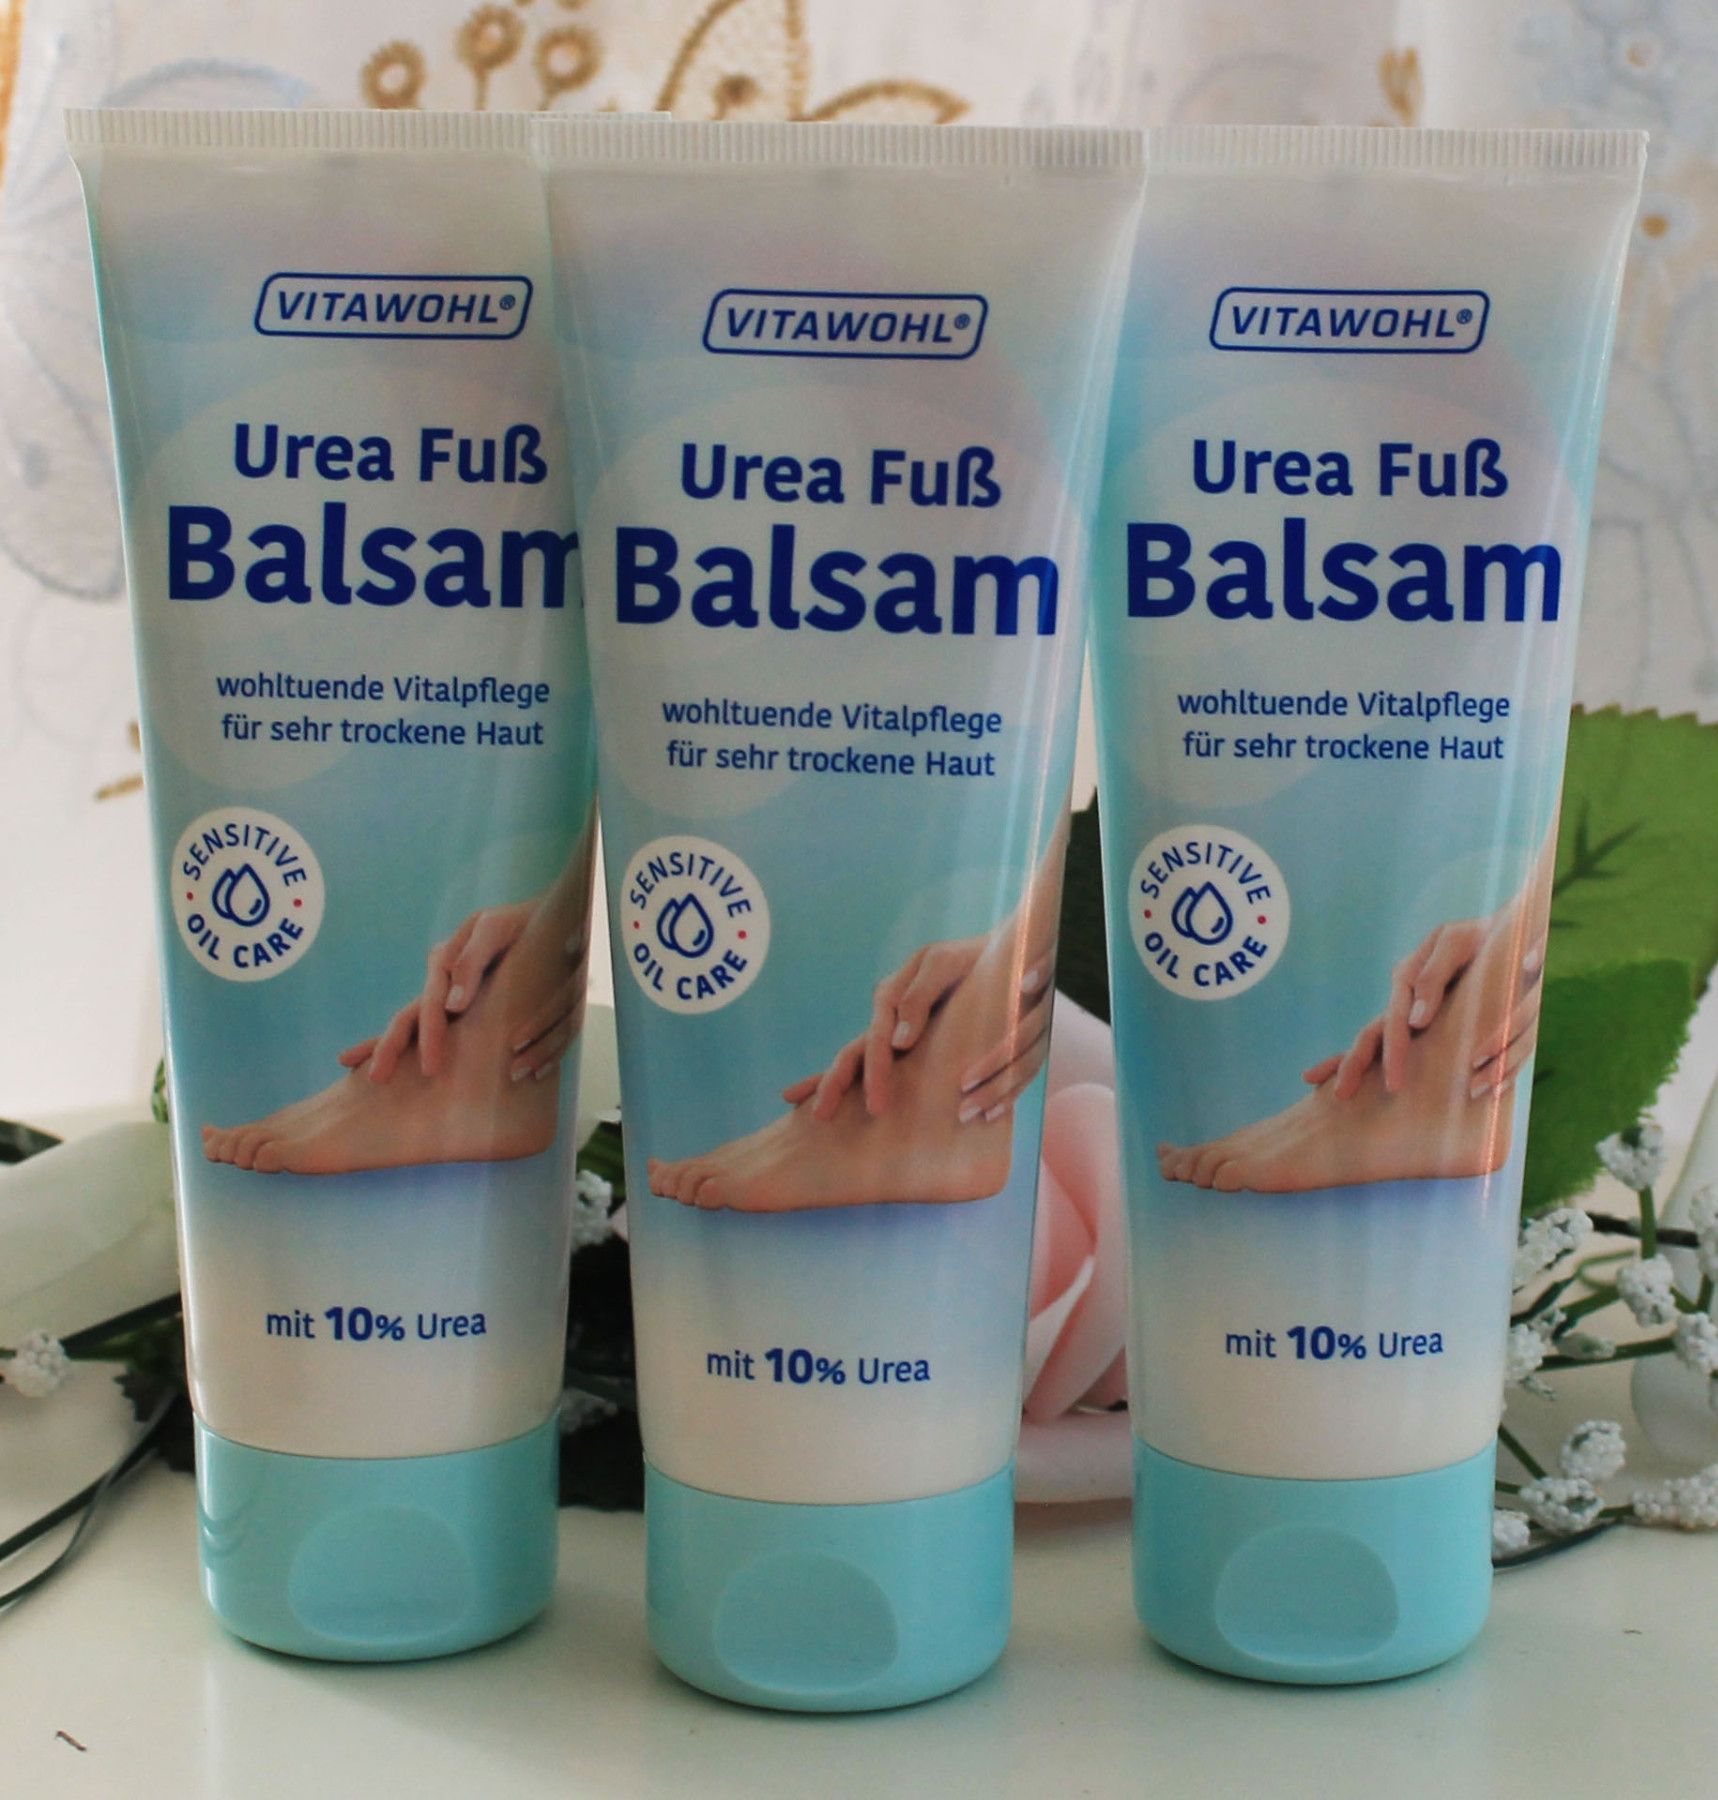 VITAWOHL®
Urea Fuß
Balsam
wohltuende Vitalpflege
für sehr trockene Haut
SENSITIVE
OIL CARE
mit 10% Urea
VITAWOHL®
Urea Fuß
Balsam
wohltuende Vitalpflege
für sehr trockene Haut
SENSITIVE
OIL CARE
mit 10% Urea
VITAWOHL®
Urea Fuß
Balsam
wohltuende Vitalpflege
für sehr trockene Haut
SENSITIVE
OIL CARE
mit 10% Urea